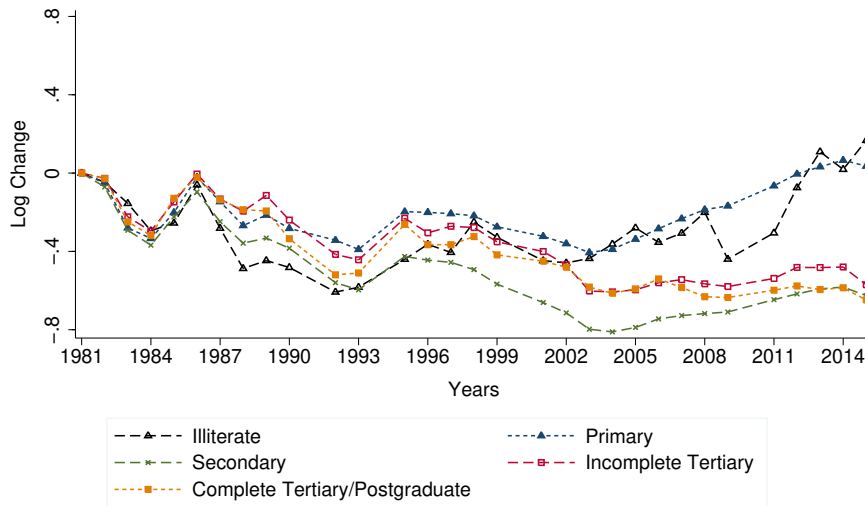 .8
.4
0
-.4
-.8
Log Change
1981 1984 1987 1990 1993 1996 1999 2002 2005 2008 2011 2014
Years
Illiterate Primary
Secondary Incomplete Tertiary
Complete Tertiary/Postgraduate